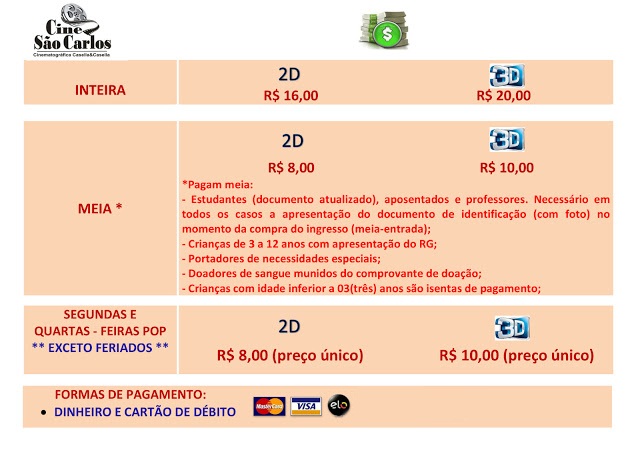 Cine
São Carlos
Cinematográfica Casella&Casella
$
INTEIRA
2D
3D
R$ 16,00
R$ 20,00
MEIA *
2D
3D
R$ 8,00
R$ 10,00
*Pagam meia:
- Estudantes (documento atualizado), aposentados e professores. Necessário em
todos os casos a apresentação do documento de identificação (com foto) no
momento da compra do ingresso (meia-entrada);
- Crianças de 3 a 12 anos com apresentação do RG;
- Portadores de necessidades especiais;
- Doadores de sangue munidos do comprovante de doação;
- Crianças com idade inferior a 03(três) anos são isentas de pagamento;
SEGUNDAS E
QUARTAS - FEIRAS POP
** EXCETO FERIADOS **
2D
3D
R$ 8,00 (preço único)
R$ 10,00 (preço único)
FORMAS DE PAGAMENTO:
• DINHEIRO E CARTÃO DE DÉBITO
MasterCard
VISA
elo